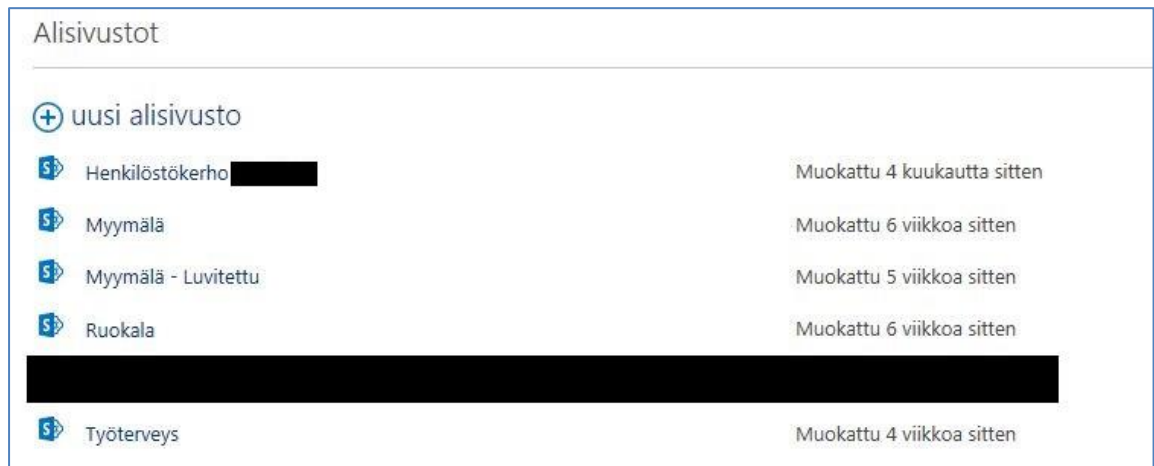 Alisivustot
uusi alisivusto
Henkilöstökerho Muokattu 4 kuukautta sitten
Myymälä Muokattu 6 viikkoa sitten
Myymälä - Luvitettu Muokattu 5 viikkoa sitten
Ruokala Muokattu 6 viikkoa sitten
Työterveys Muokattu 4 viikkoa sitten